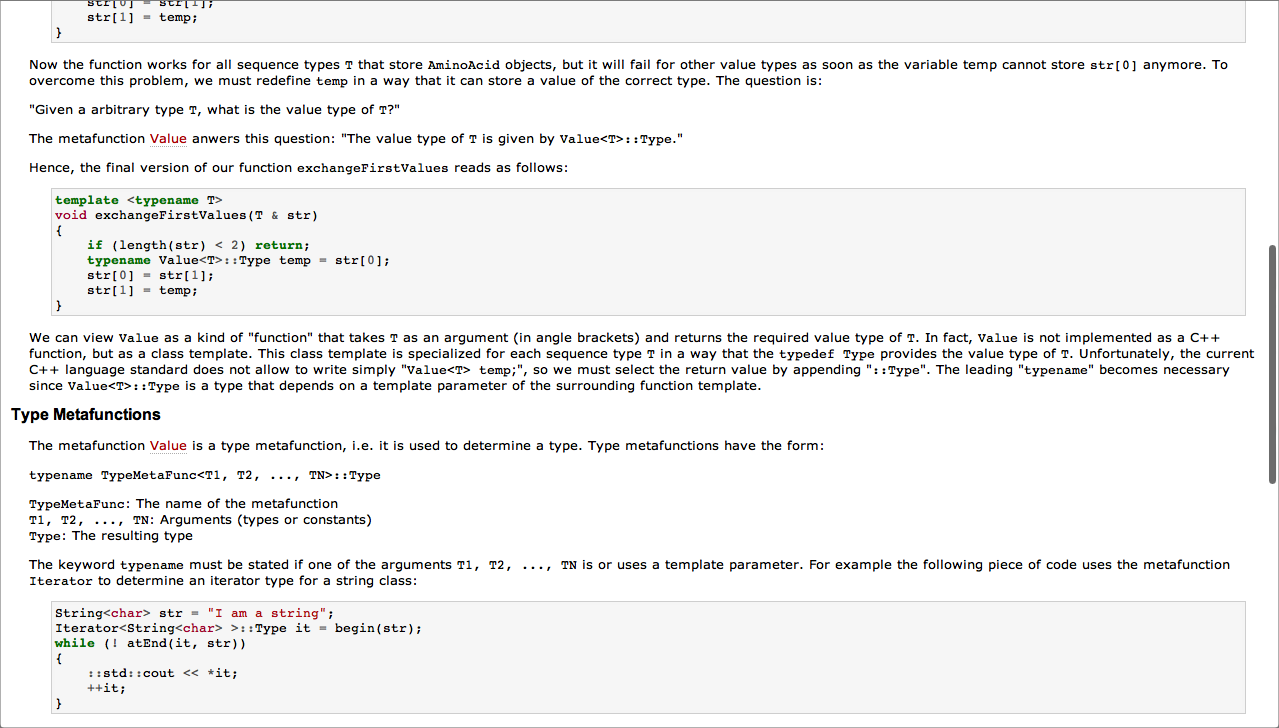 str[0] = str[1];
str[1] = temp;
}
Now the function works for all sequence types T that store AminoAcid objects, but it will fail for other value types as soon as the variable temp cannot store str[0] anymore. To
overcome this problem, we must redefine temp in a way that it can store a value of the correct type. The question is:
"Given a arbitrary type T, what is the value type of T?"
The metafunction Value anwers this question: "The value type of T is given by Value<T>::Type."
Hence, the final version of our function exchangeFirstValues reads as follows:
template <typename T>
void exchangeFirstValues(T & str)
{
if (length(str) < 2) return;
typename Value<T>::Type temp = str[0];
str[0] = str[1];
str[1] = temp;
}
We can view Value as a kind of "function" that takes T as an argument (in angle brackets) and returns the required value type of T. In fact, Value is not implemented as a C++
function, but as a class template. This class template is specialized for each sequence type T in a way that the typedef Type provides the value type of T. Unfortunately, the current
C++ language standard does not allow to write simply "Value<T> temp;", so we must select the return value by appending "::Type". The leading "typename" becomes necessary
since Value<T>::Type is a type that depends on a template parameter of the surrounding function template.
Type Metafunctions
The metafunction Value is a type metafunction, i.e. it is used to determine a type. Type metafunctions have the form:
typename TypeMetaFunc<T1, T2, ..., TN>::Type
TypeMetaFunc: The name of the metafunction
T1, T2, ..., TN: Arguments (types or constants)
Type: The resulting type
The keyword typename must be stated if one of the arguments T1, T2, ..., TN is or uses a template parameter. For example the following piece of code uses the metafunction
Iterator to determine an iterator type for a string class:
String<char> str = "I am a string";
Iterator<String<char> >::Type it = begin(str);
while (! atEnd(it, str))
{
::std::cout << *it;
++it;
}